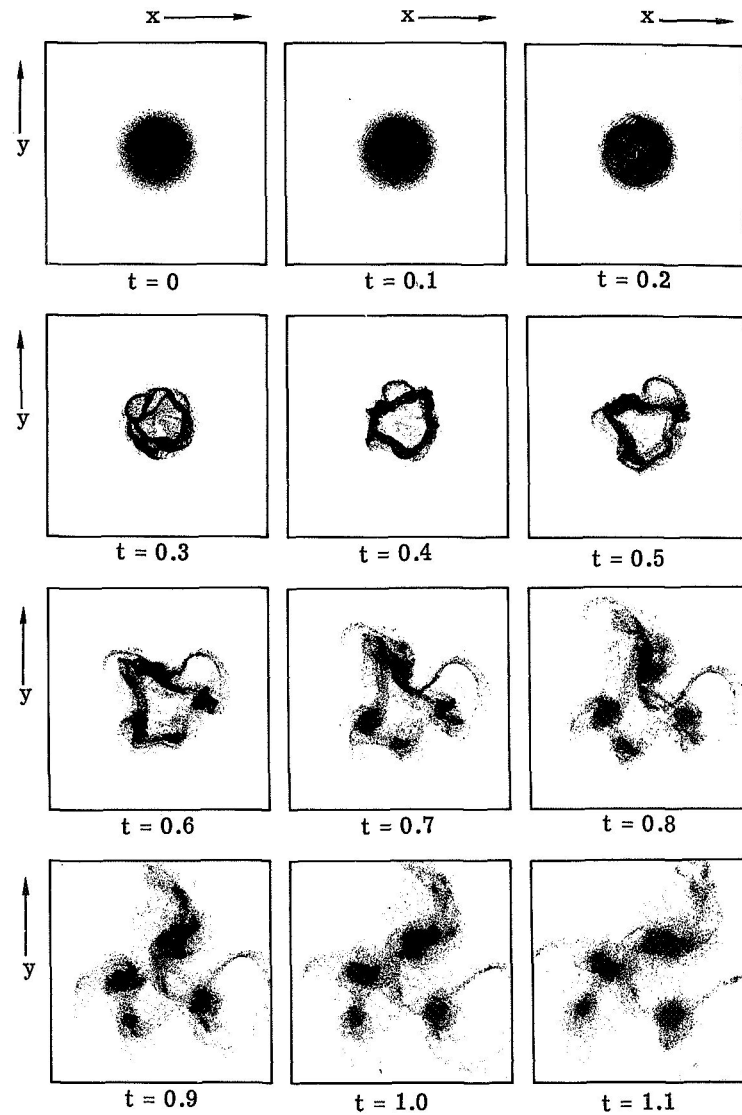 x x x
y
t = 0 t = 0.1 t = 0.2
y
t = 0.3 t = 0.4 t = 0.5
y
t = 0.6 t = 0.7 t = 0.8
y
t = 0.9 t = 1.0 t = 1.1